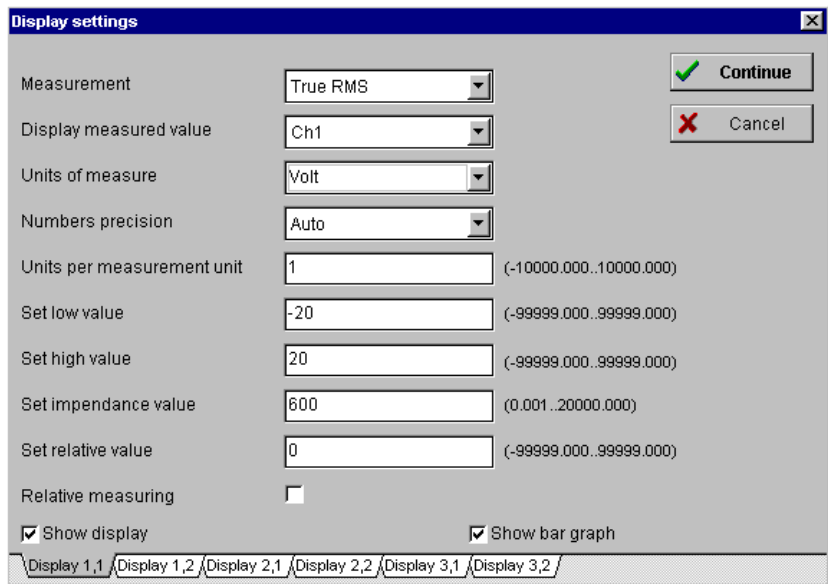 Display settings
Continue
Measurement True RMS
Cancel
Display measured value Ch1
Units of measure Volt
Numbers precision Auto
Units per measurement unit 1 (-10000.000..10000.000)
Set low value -20 (-99999.000..99999.000)
Set high value 20 (-99999.000..99999.000)
Set impendance value 600 (0.001..20000.000)
Set relative value 0 (-99999.000..99999.000)
Relative measuring
Show display Show bar graph
Display 1,1 Display 1,2 Display 2,1 Display 2,2 Display 3,1 Display 3,2